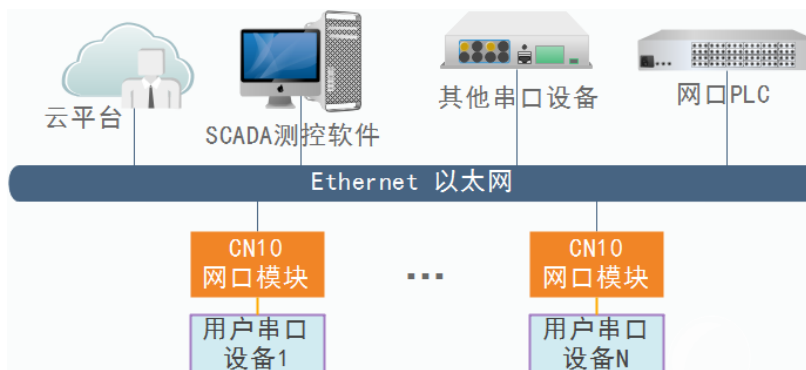 云平台
SCADA测控软件
其他串口设备
网口PLC
Ethernet 以太网
CN10
网口模块
...
CN10
网口模块
用户串口
设备1
用户串口
设备N